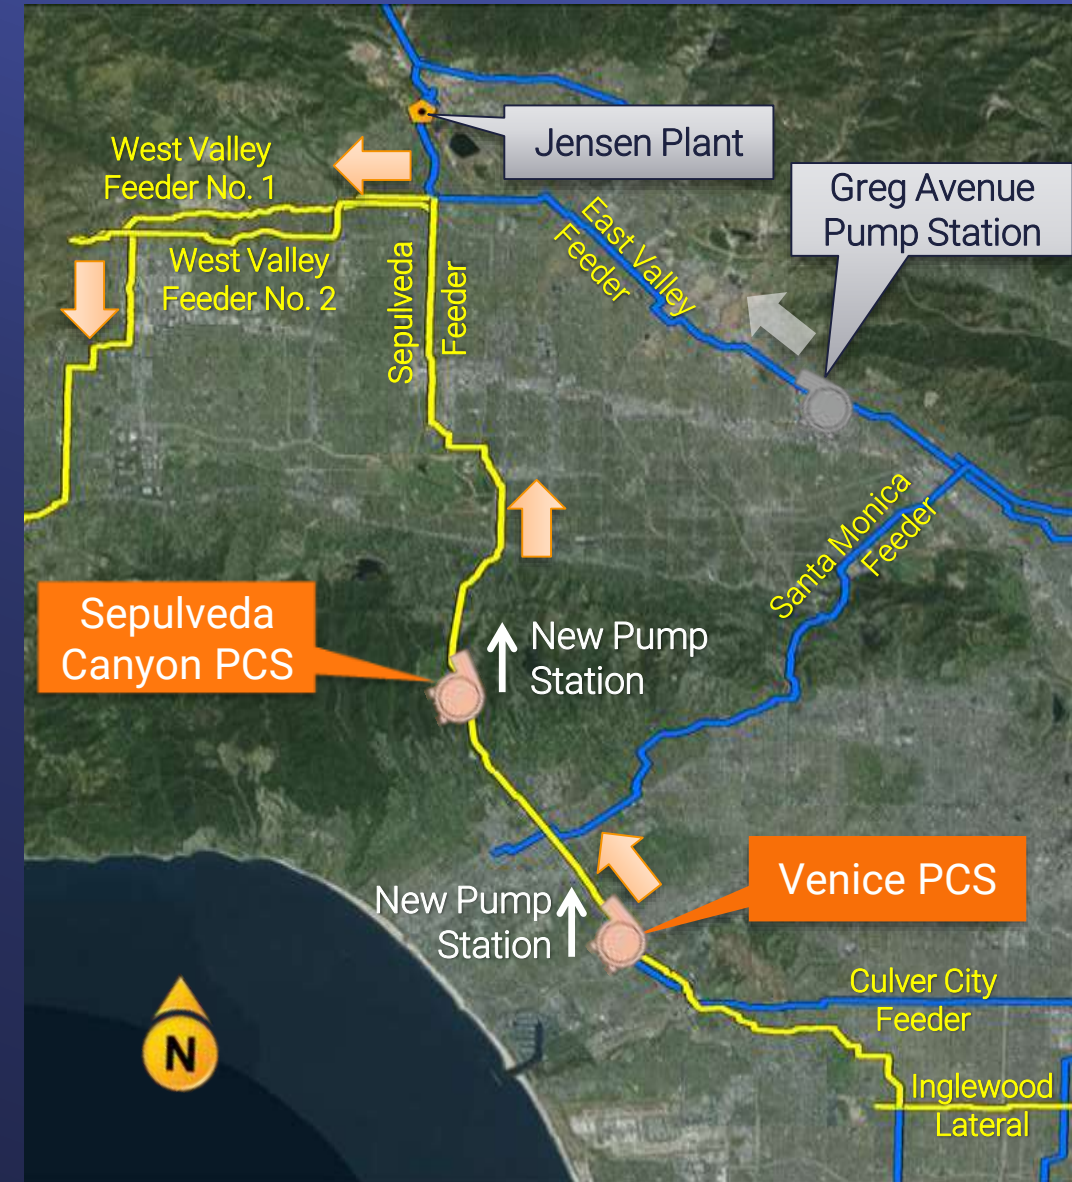 Jensen Plant
West Valley
Feeder No. 1
Greg Avenue
Pump Station
East Valley
Feeder
West Valley
Feeder No. 2
Sepulveda
Feeder
Santa Monica
Feeder
Sepulveda
Canyon PCS
New Pump
Station
Venice PCS
New Pump
Station
Culver City
Feeder
N
Inglewood
Lateral